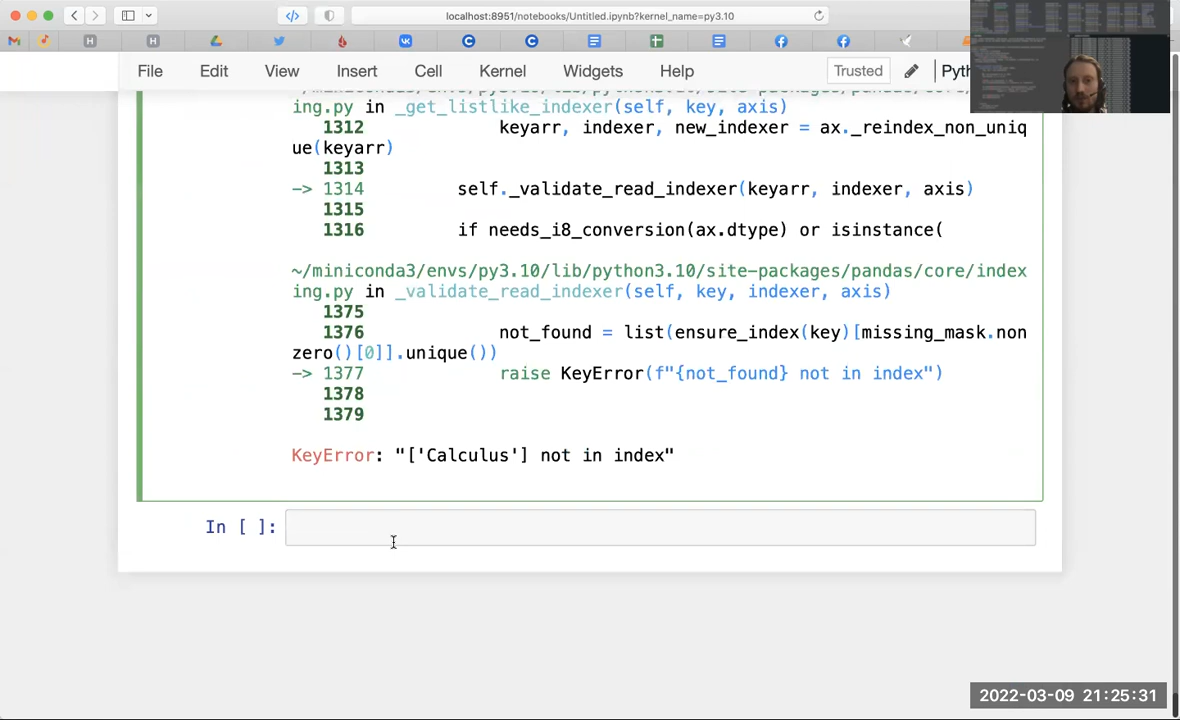 localhost:8951/notebooks/Untitled.ipynb?kernel_name=py3.10
File Edit View Insert Cell Kernel Widgets Help Trusted Pyth
ing.py in _get_listlike_indexer(self, key, axis)
1312 keyarr, indexer, new_indexer = ax._reindex_non_uniq
ue(keyarr)
1313
-> 1314 self._validate_read_indexer(keyarr, indexer, axis)
1315
1316 if needs_i8_conversion(ax.dtype) or isinstance(
~/miniconda3/envs/py3.10/lib/python3.10/site-packages/pandas/core/index
ing.py in _validate_read_indexer(self, key, indexer, axis)
1375
1376 not_found = list(ensure_index(key)[missing_mask.non
zero()[0]].unique())
-> 1377 raise KeyError(f"{not_found} not in index")
1378
1379
KeyError: "['Calculus'] not in index"
In [ ]:
2022-03-09 21:25:31